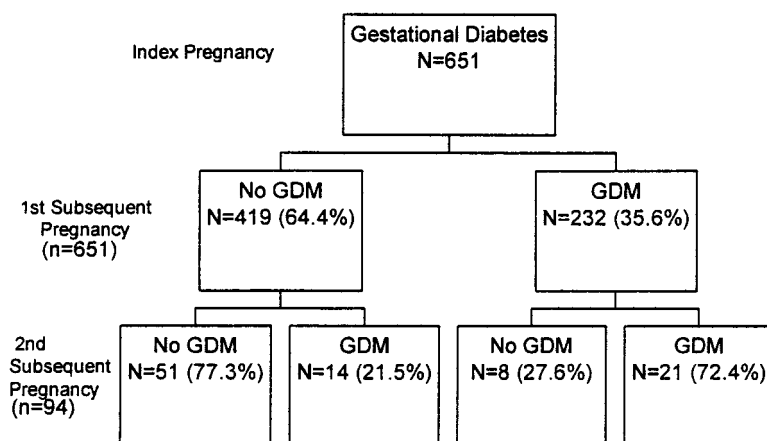 Index Pregnancy
Gestational Diabetes
N=651
1st Subsequent
Pregnancy
(n=651)
No GDM
N=419 (64.4%)
GDM
N=232 (35.6%)
2nd
Subsequent
Pregnancy
(n=94)
No GDM
N=51 (77.3%)
GDM
N=14 (21.5%)
No GDM
N=8 (27.6%)
GDM
N=21 (72.4%)